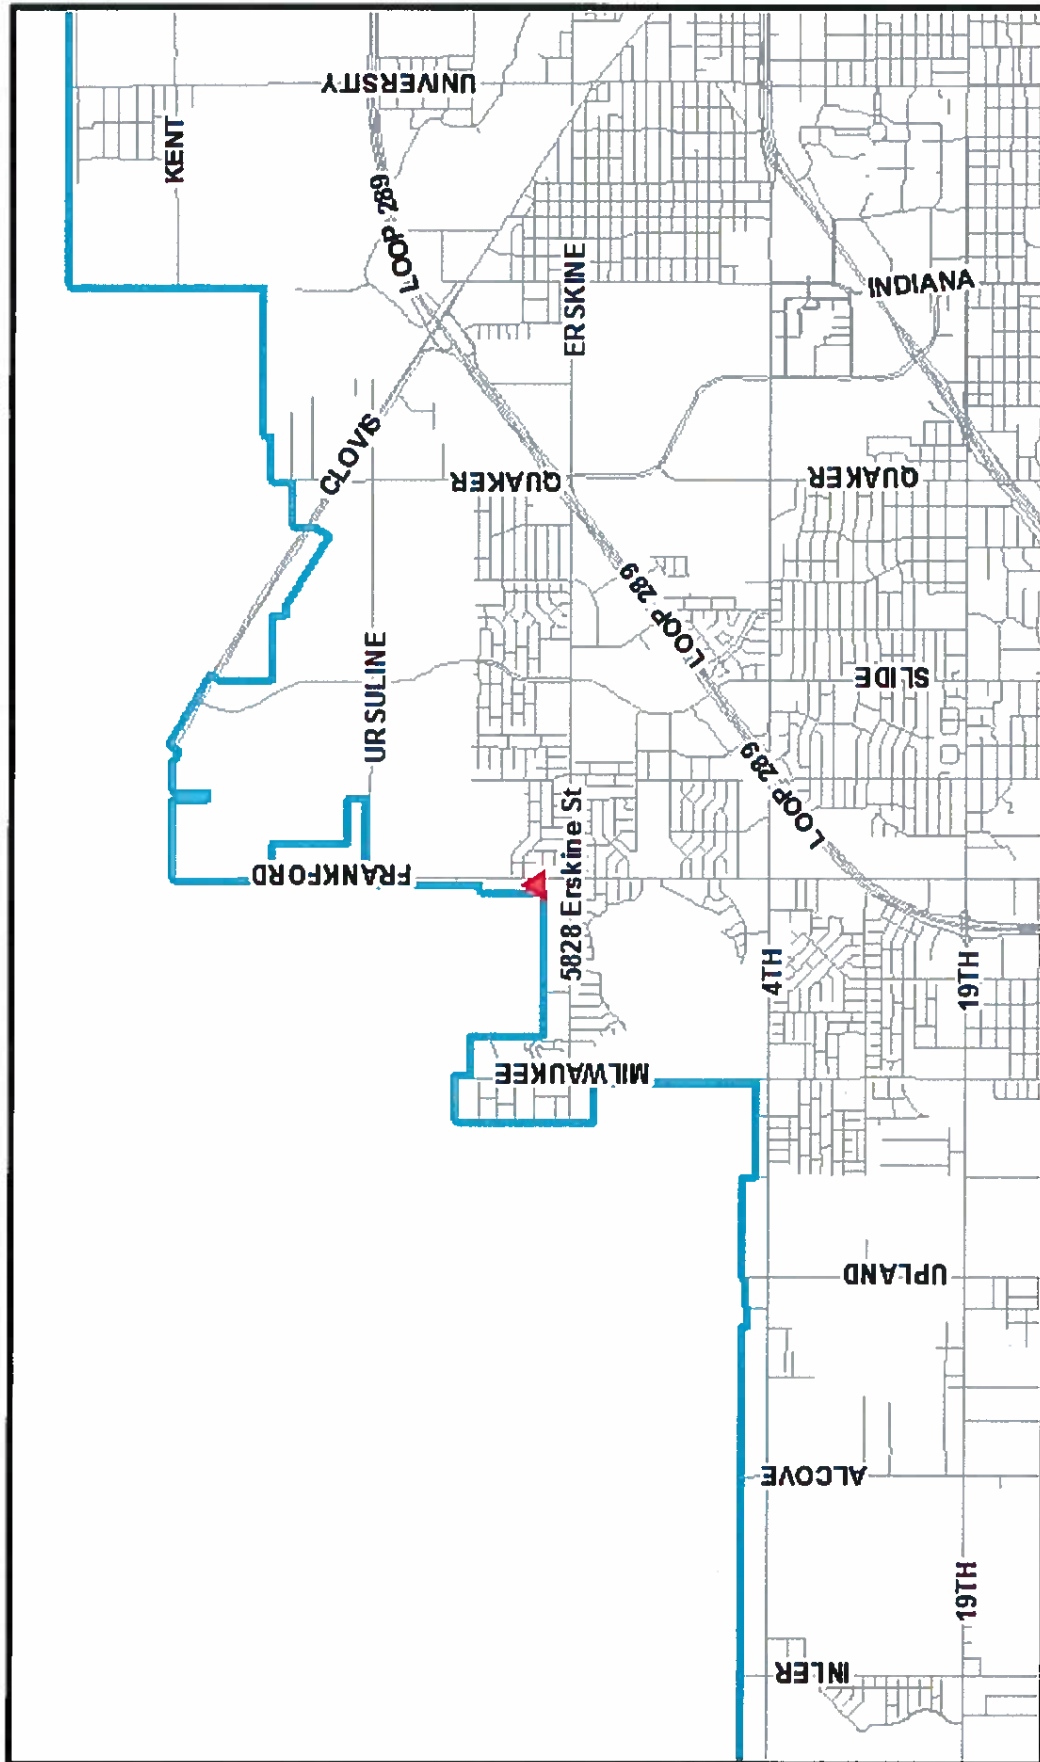 UNIVERSITY
KENT
LOOP 289
INDIANA
ERSKINE
CLOVIS
QUAKER
QUAKER
LOOP 289
URSULINE
SLIDE
LOOP 289
FRANKFORD
5828 Erskine St
4TH
19TH
MILWAUKEE
UPLAND
ALCOVE
19TH
INLER